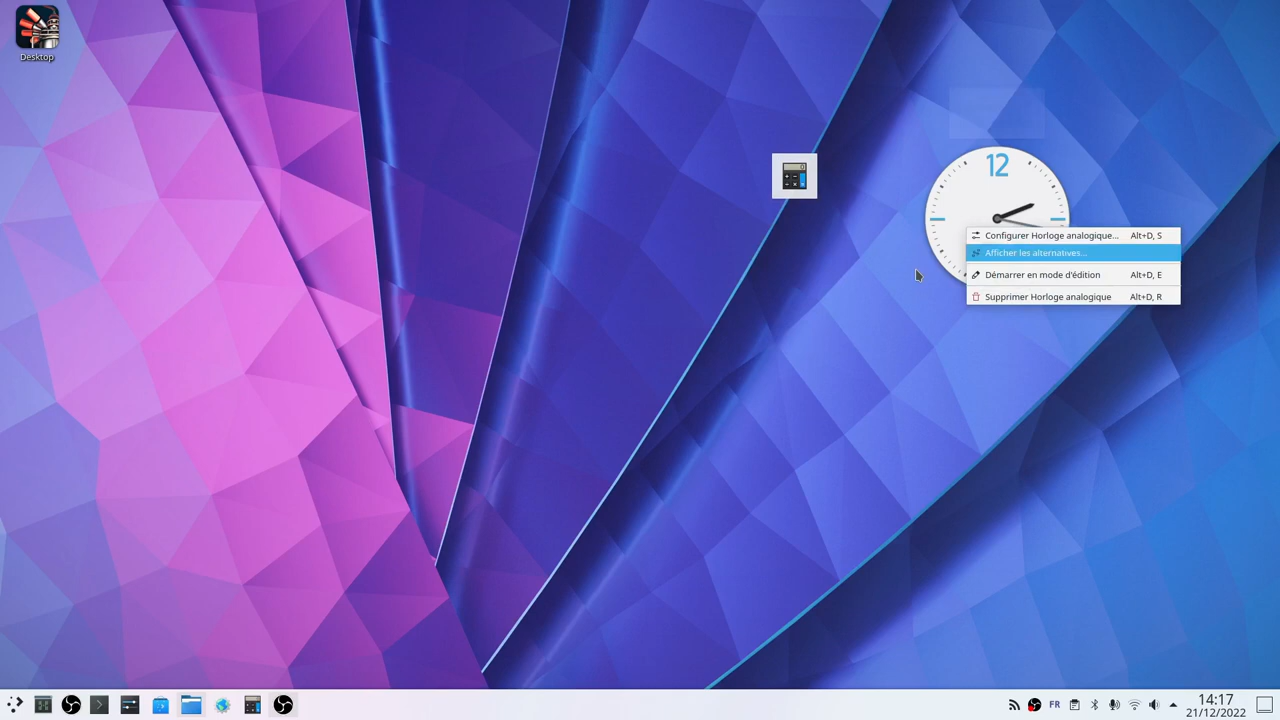 Desktop
12
Configurer Horloge analogique... Alt+D, S
Afficher les alternatives...
Démarrer en mode d'édition Alt+D, E
Supprimer Horloge analogique Alt+D, R
FR
14:17
21/12/2022